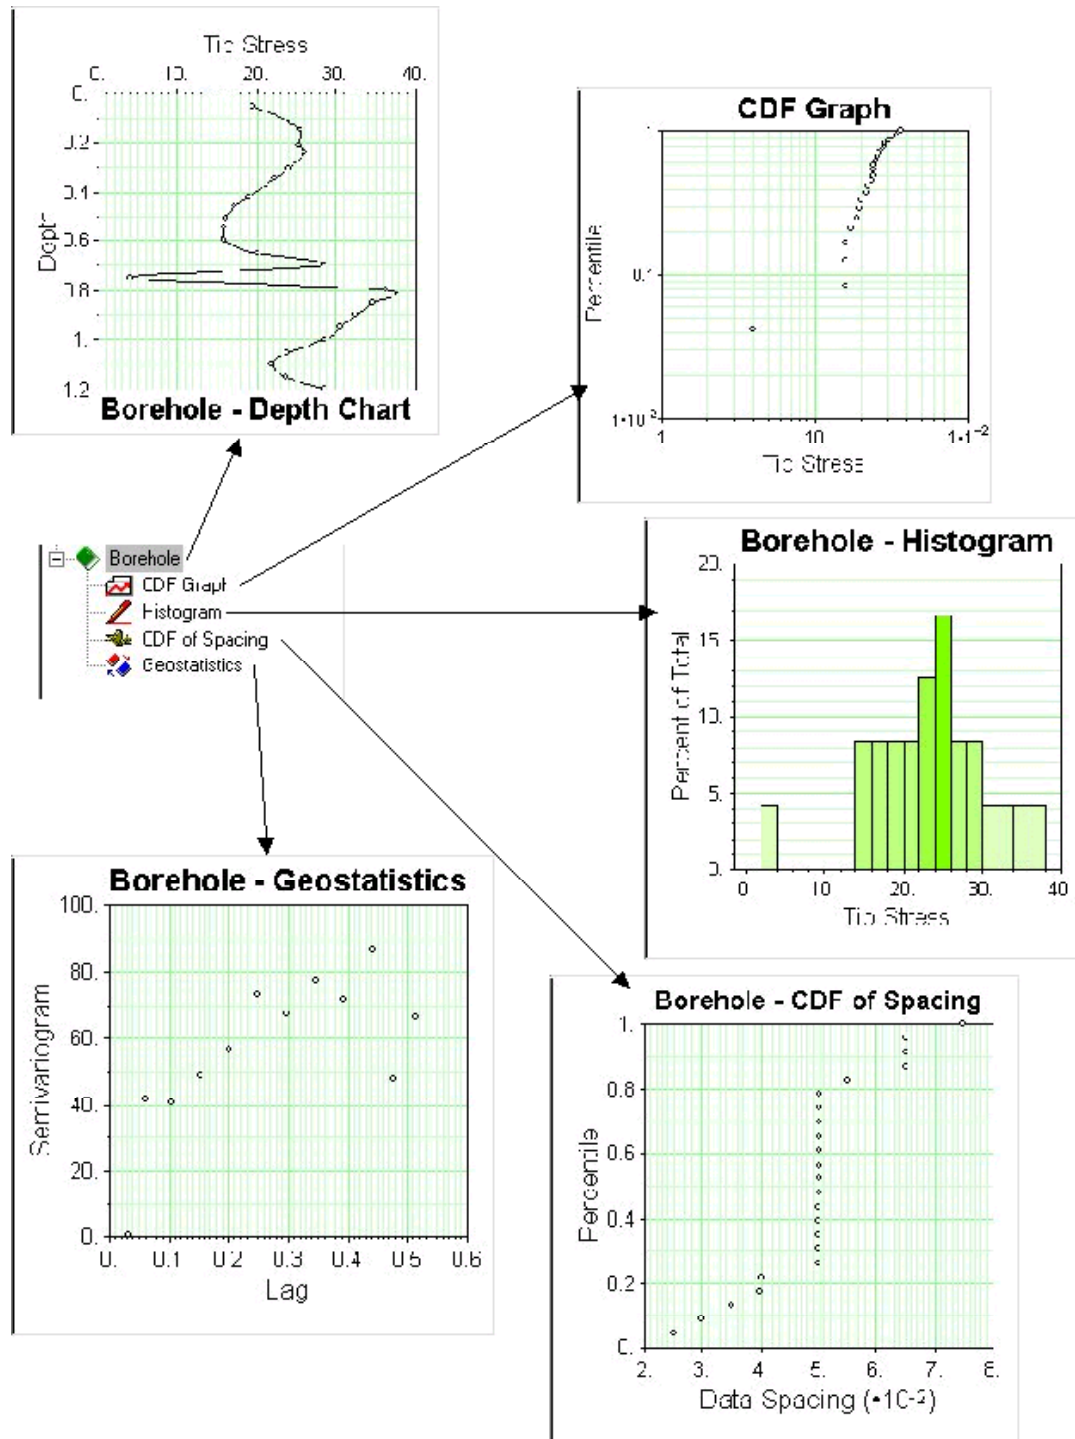 Tip Stress
0. 10. 20. 30. 40.
0.
0.2
0.4
0.6
0.8
1.
1.2
Depth
Borehole - Depth Chart
CDF Graph
1
0.1
1•10-2
Percentile
1 10 1•1-2
Tip Stress
Borehole
CDF Graph
Histogram
CDF of Spacing
Geostatistics
Borehole - Histogram
20.
15.
10.
5.
0.
Percent of Total
0. 10 20. 30. 40
Tip Stress
Borehole - Geostatistics
100.
80.
60.
40.
20.
0.
Semivariogram
0. 0.1 0.2 0.3 0.4 0.5 0.6
Lag
Borehole - CDF of Spacing
1.
0.8
0.6
0.4
0.2
0.
Percentile
2. 3. 4 5. 6. 7. 8.
Data Spacing (•10-2)